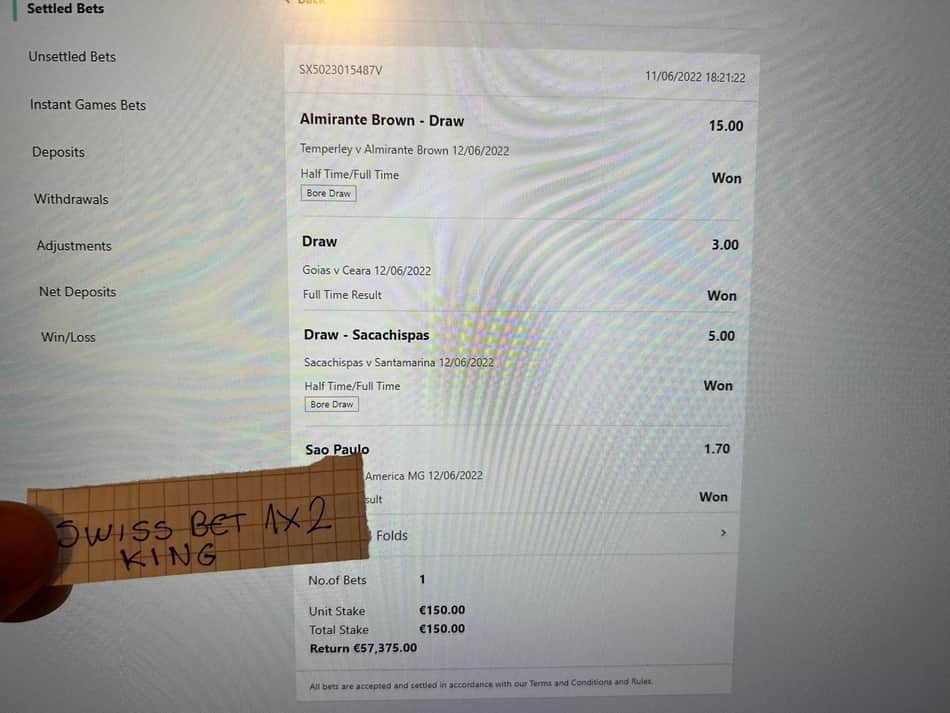 Settled Bets
Unsettled Bets
Instant Games Bets
Deposits
Withdrawals
Adjustments
Net Deposits
Win/Loss
Back
SX5023015487V 11/06/2022 18:21:22
Almirante Brown - Draw 15.00
Temperley v Almirante Brown 12/06/2022
Half Time/Full Time Won
Bore Draw
Draw 3.00
Goias v Ceara 12/06/2022
Full Time Result Won
Draw - Sacachispas 5.00
Sacachispas v Santamarina 12/06/2022
Half Time/Full Time Won
Bore Draw
Sao Paulo 1.70
America MG 12/06/2022
sult Won
Folds >
SWISS BET 1X2
KING
No.of Bets 1
Unit Stake €150.00
Total Stake €150.00
Return €57,375.00
All bets are accepted and settled in accordance with our Terms and Conditions and Rules.